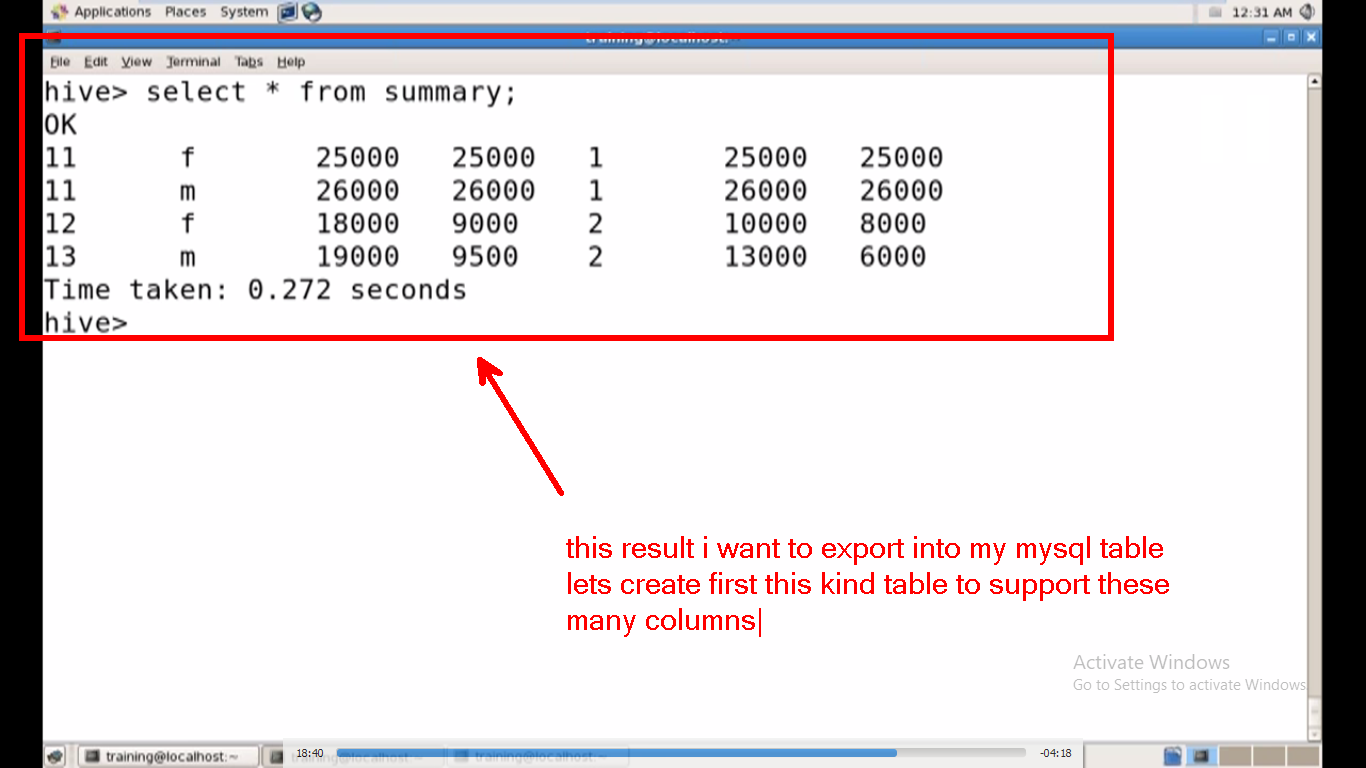 Applications Places System 12:31 AM
training@localhost:~
File Edit View Terminal Tabs Help
hive> select * from summary;
OK
11 f 25000 25000 1 25000 25000
11 m 26000 26000 1 26000 26000
12 f 18000 9000 2 10000 8000
13 m 19000 9500 2 13000 6000
Time taken: 0.272 seconds
hive>
this result i want to export into my mysql table
lets create first this kind table to support these
many columns
Activate Windows
Go to Settings to activate Windows
training@localhost:~ training@localhost:~ training@localhost:~
18:40 -04:18